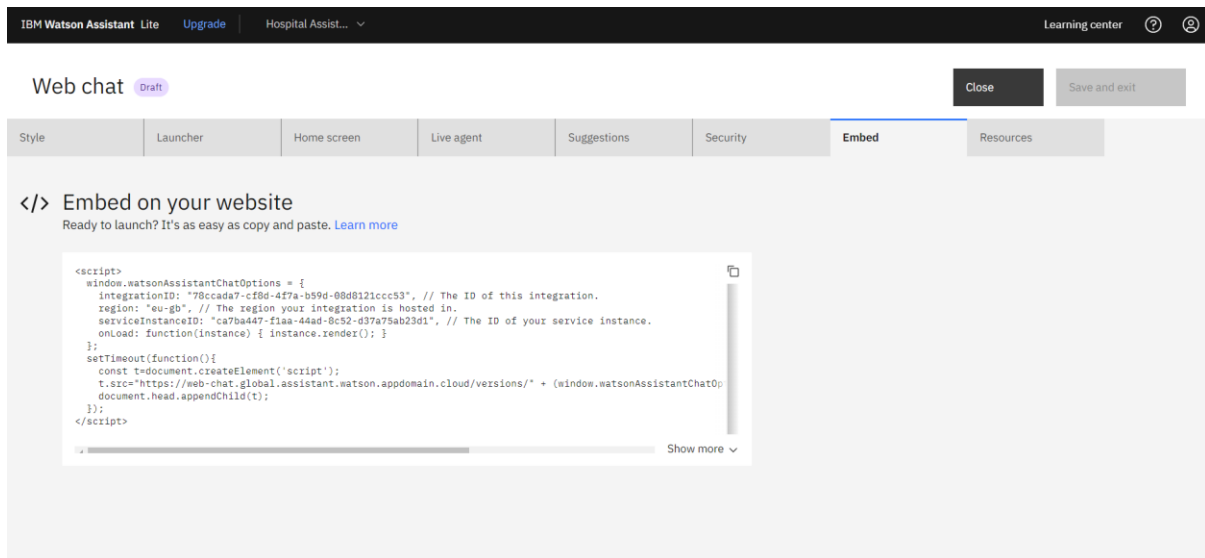 IBM Watson Assistant Lite Upgrade Hospital Assist... Learning center
Web chat Draft Close Save and exit
Style Launcher Home screen Live agent Suggestions Security Embed Resources
</> Embed on your website
Ready to launch? It's as easy as copy and paste. Learn more
<script>
window.watsonAssistantChatOptions = {
integrationID: "78ccada7-cf8d-4f7a-b59d-08d8121ccc53", // The ID of this integration.
region: "eu-gb", // The region your integration is hosted in.
serviceInstanceID: "ca7ba447-f1aa-44ad-8c52-d37a75ab23d1", // The ID of your service instance.
onLoad: function(instance) { instance.render(); }
};
setTimeout(function(){
const t=document.createElement('script');
t.src="https://web-chat.global.assistant.watson.appdomain.cloud/versions/" + (window.watsonAssistantChatOp
document.head.appendChild(t);
});
</script>
Show more